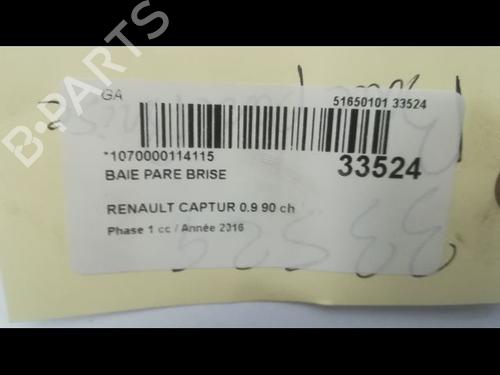 GA
51650101 33524
*1070000114115
33524
BAIE PARE BRISE
RENAULT CAPTUR 0.9 90 ch
Phase 1 cc / Année 2016
B-PARTS